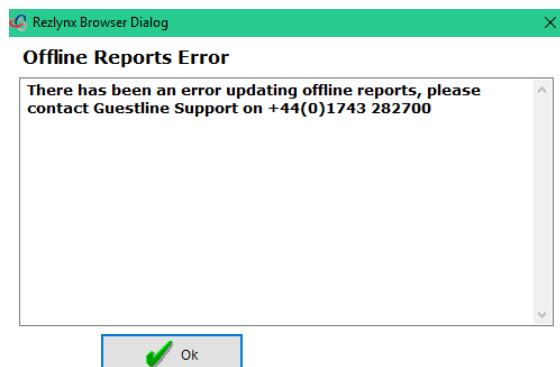 Rezlynx Browser Dialog
Offline Reports Error
There has been an error updating offline reports, please
contact Guestline Support on +44(0)1743 282700
Ok